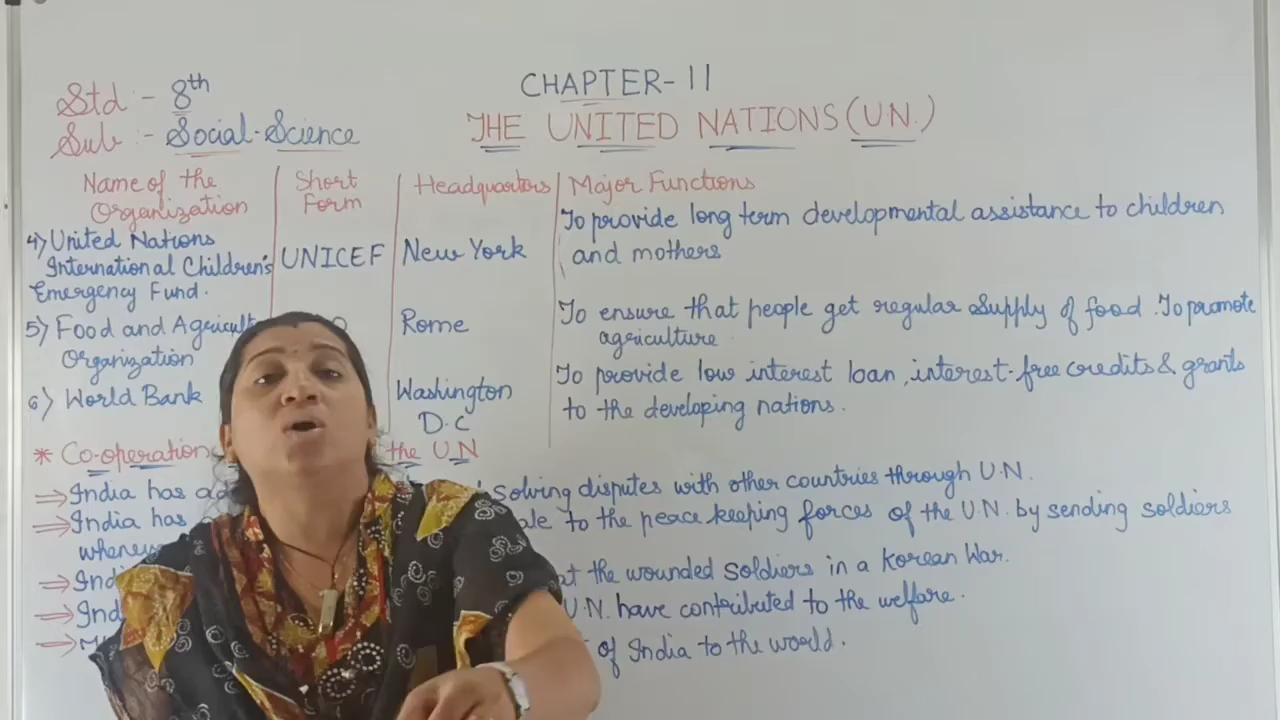 Std :- 8th
Sub :- Social-Science
CHAPTER-11
THE UNITED NATIONS (U.N.)
Name of the Organization
Short Form
Headquarters
Major Functions
4) United Nations
International Children's
Emergency Fund.
UNICEF
New York
To provide long term developmental assistance to children
and mothers
5) Food and
Organization
Rome
To ensure that people get regular supply of food. To promote
agriculture.
6) World Bank
Washington
D.C
To provide low interest loan, interest-free credits & grants
to the developing nations.
* Co-operation the U.N
⇒ India has solving disputes with other countries through U.N.
⇒ India has to the peace keeping forces of the U.N. by sending soldiers
⇒ the wounded soldiers in a Korean War.
⇒ U.N. have contributed to the welfare.
⇒ of India to the world.